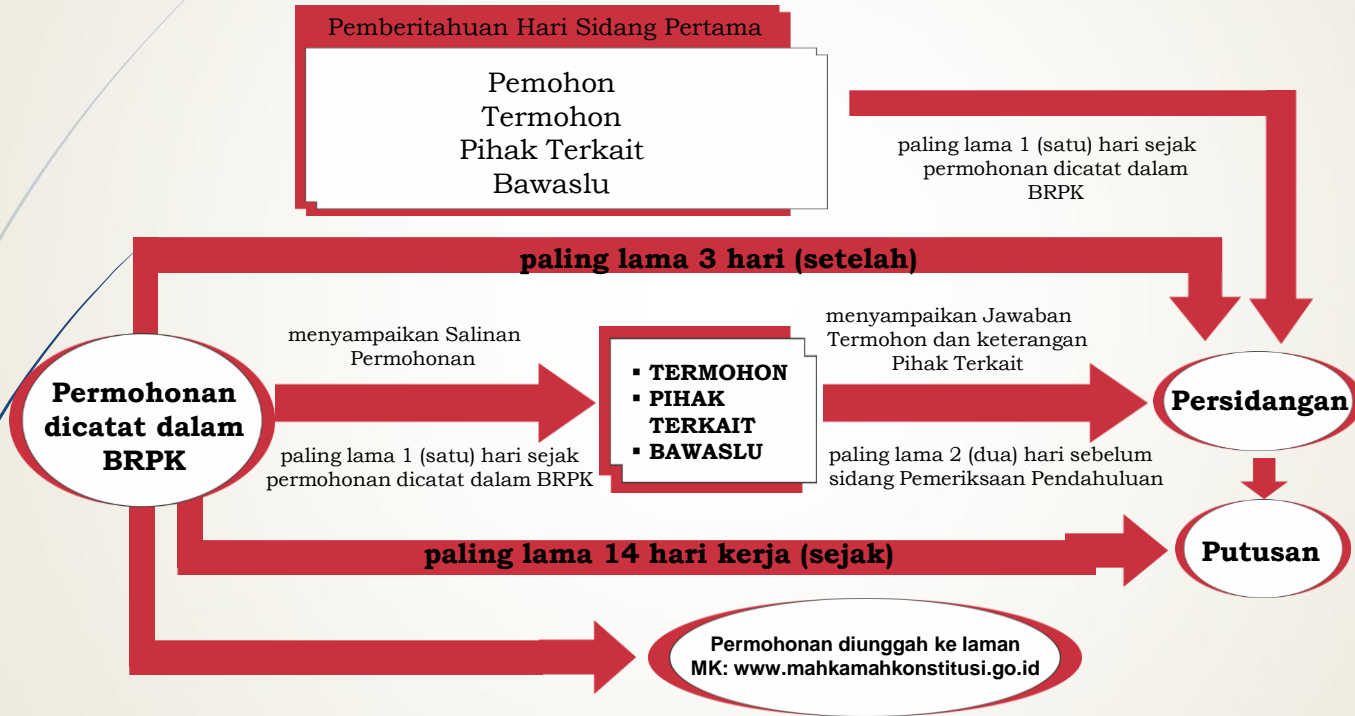 Pemberitahuan Hari Sidang Pertama
Pemohon
Termohon
Pihak Terkait
Bawaslu
paling lama 1 (satu) hari sejak
permohonan dicatat dalam
BRPK
paling lama 3 hari (setelah)
menyampaikan Salinan
Permohonan
menyampaikan Jawaban
Termohon dan keterangan
Pihak Terkait
Permohonan
dicatat dalam
BRPK
▪ TERMOHON
▪ PIHAK
TERKAIT
▪ BAWASLU
Persidangan
paling lama 1 (satu) hari sejak
permohonan dicatat dalam BRPK
paling lama 2 (dua) hari sebelum
sidang Pemeriksaan Pendahuluan
paling lama 14 hari kerja (sejak)
Putusan
Permohonan diunggah ke laman
MK: www.mahkamahkonstitusi.go.id